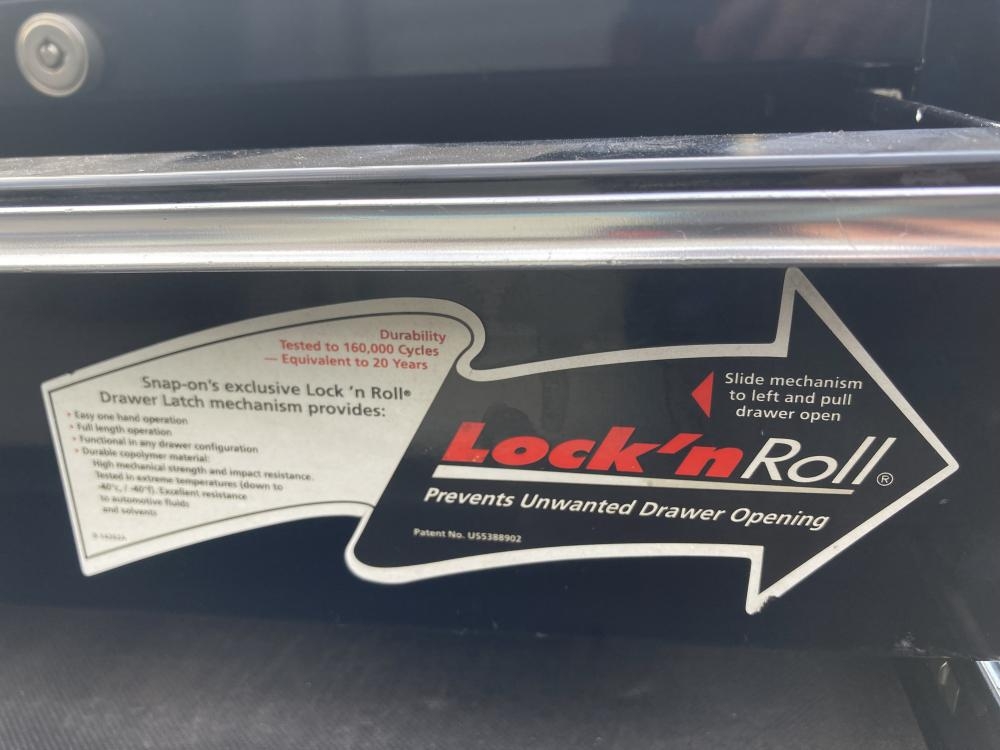 Durability
Tested to 160,000 Cycles
— Equivalent to 20 Years
Snap-on's exclusive Lock 'n Roll®
Drawer Latch mechanism provides:
• Easy one hand operation
• Full length operation
• Functional in any drawer configuration
• Durable copolymer material:
High mechanical strength and impact resistance.
Tested in extreme temperatures (down to
-40°c, / -40°f). Excellent resistance
to automotive fluids
and solvents
Slide mechanism
to left and pull
drawer open
Lock'n Roll®
Prevents Unwanted Drawer Opening
Patent No. US5388902